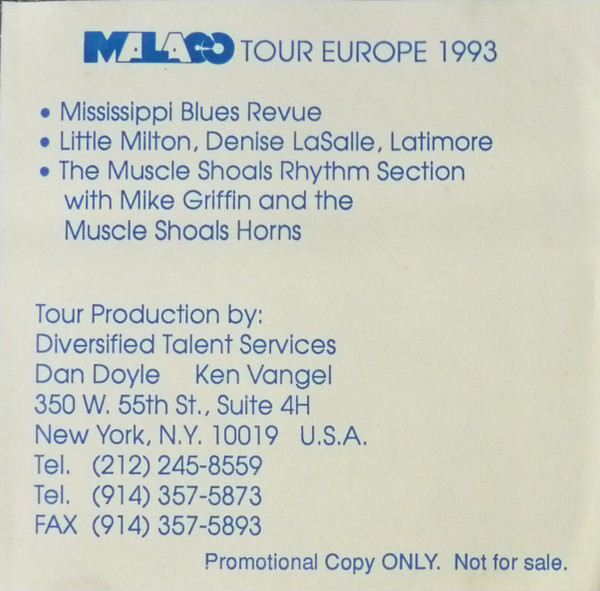 MALACO TOUR EUROPE 1993
• Mississippi Blues Revue
• Little Milton, Denise LaSalle, Latimore
• The Muscle Shoals Rhythm Section
with Mike Griffin and the
Muscle Shoals Horns
Tour Production by:
Diversified Talent Services
Dan Doyle Ken Vangel
350 W. 55th St., Suite 4H
New York, N.Y. 10019 U.S.A.
Tel. (212) 245-8559
Tel. (914) 357-5873
FAX (914) 357-5893
Promotional Copy ONLY. Not for sale.